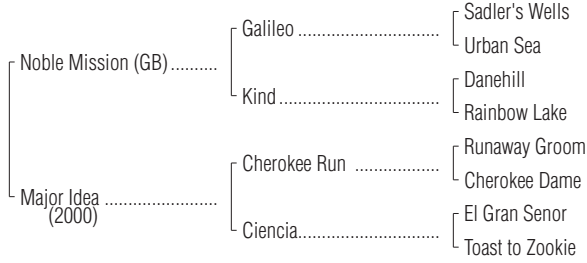 Sadler's Wells
Galileo ........................................
Urban Sea
Noble Mission (GB) ..........
Danehill
Kind ............................................
Rainbow Lake
Runaway Groom
Cherokee Run ........................
Cherokee Dame
Major Idea ........................
(2000)
El Gran Senor
Ciencia........................................
Toast to Zookie